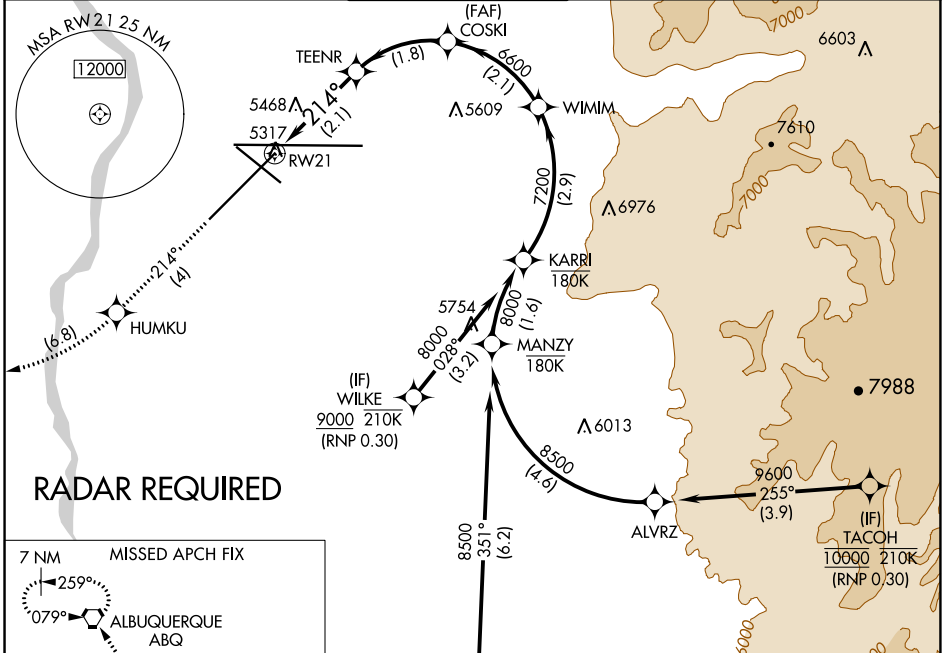 MSA RW21 25 NM
12000
(FAF)
COSKI
TEENR
(1.8)
6600
(2.1)
6603
7000
5468
214°
(2.1)
5609
WIMIM
5317
RW21
7610
7000
7200
(2.9)
6976
214°
(4)
KARRI
180K
HUMKU
(6.8)
5754
8000
(1.6)
8000
028°
(3.2)
MANZY
180K
(IF)
WILKE
9000 210K
(RNP 0.30)
7988
6013
8500
(4.6)
RADAR REQUIRED
9600
255°
(3.9)
ALVRZ
(IF)
TACOH
10000 210K
(RNP 0.30)
8500
351°
(6.2)
MISSED APCH FIX
7 NM
259°
079°
ALBUQUERQUE
ABQ
6000